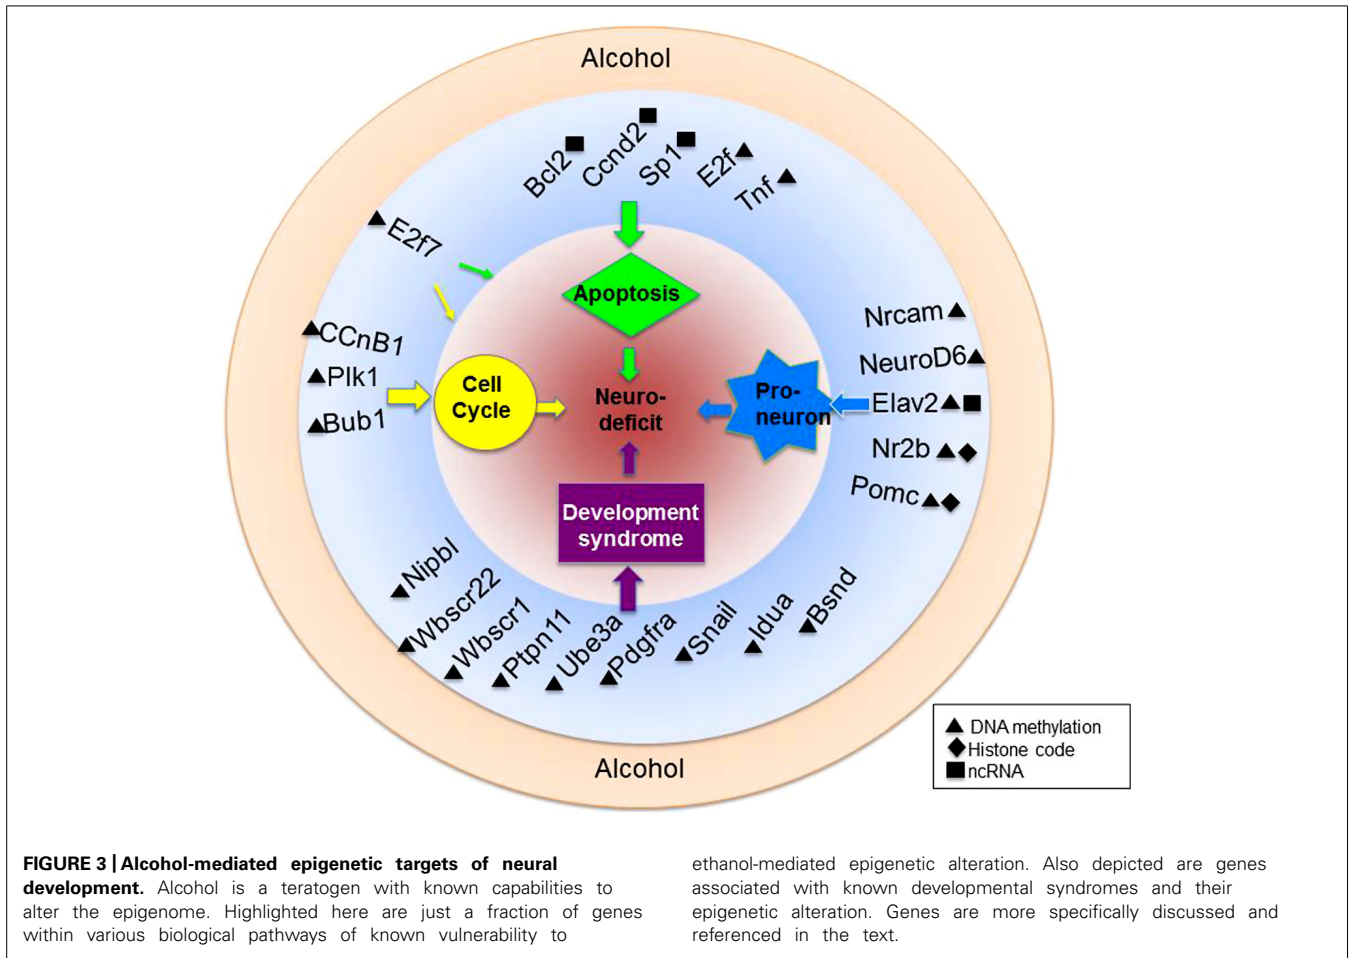 Alcohol
Bcl2
Ccnd2
Sp1
E2f
Tnf
E2f7
Apoptosis
Nrcam
NeuroD6
Elav2
Nr2b
Pomc
CCnB1
Plk1
Bub1
Cell
Cycle
Neuro-
deficit
Pro-
neuron
Development
syndrome
Nipbl
Wbscr22
Wbscr1
Ptpn11
Ube3a
Pdgfra
Snail
Idua
Bsnd
Alcohol
DNA methylation
Histone code
ncRNA
FIGURE 3 | Alcohol-mediated epigenetic targets of neural
development. Alcohol is a teratogen with known capabilities to
alter the epigenome. Highlighted here are just a fraction of genes
within various biological pathways of known vulnerability to
ethanol-mediated epigenetic alteration. Also depicted are genes
associated with known developmental syndromes and their
epigenetic alteration. Genes are more specifically discussed and
referenced in the text.